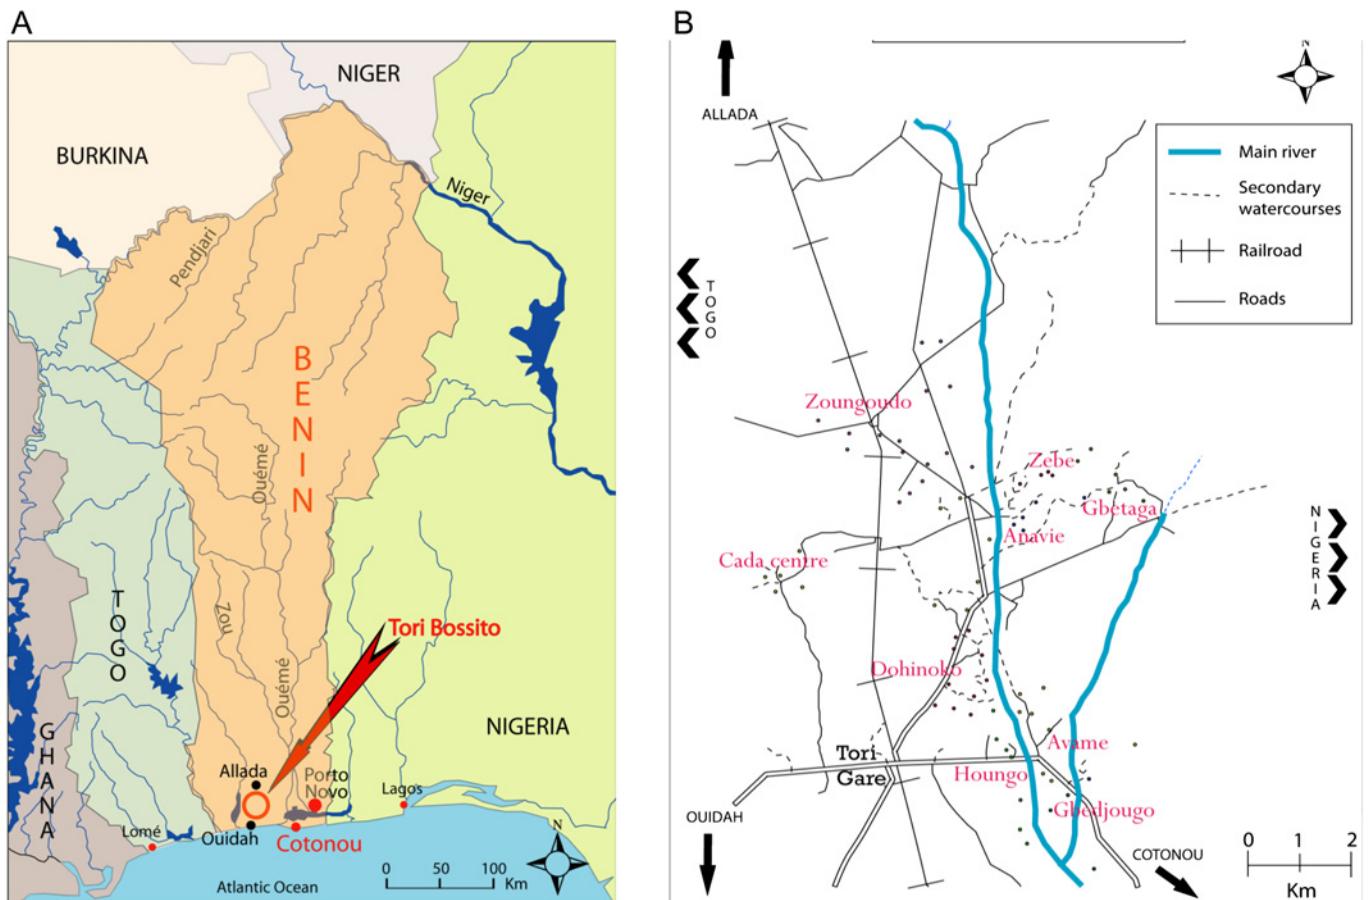 A
NIGER
BURKINA
Niger
Pendjari
BENIN
Ouémé
Zou
Ouémé
TOGO
GHANA
Tori Bossito
NIGERIA
Allada
Porto
Novo
Lagos
Lomé
Ouidah
Cotonou
N
Atlantic Ocean
0 50 100
Km
B
N
ALLADA
Main river
Secondary
watercourses
Railroad
Roads
TOGO
Zoungoudo
Zebe
Gbetaga
Anavie
NIGERIA
Cada centre
Dohinoko
Avame
Tori
Gare
Houngo
Gbedjougo
OUIDAH
COTONOU
0 1 2
Km